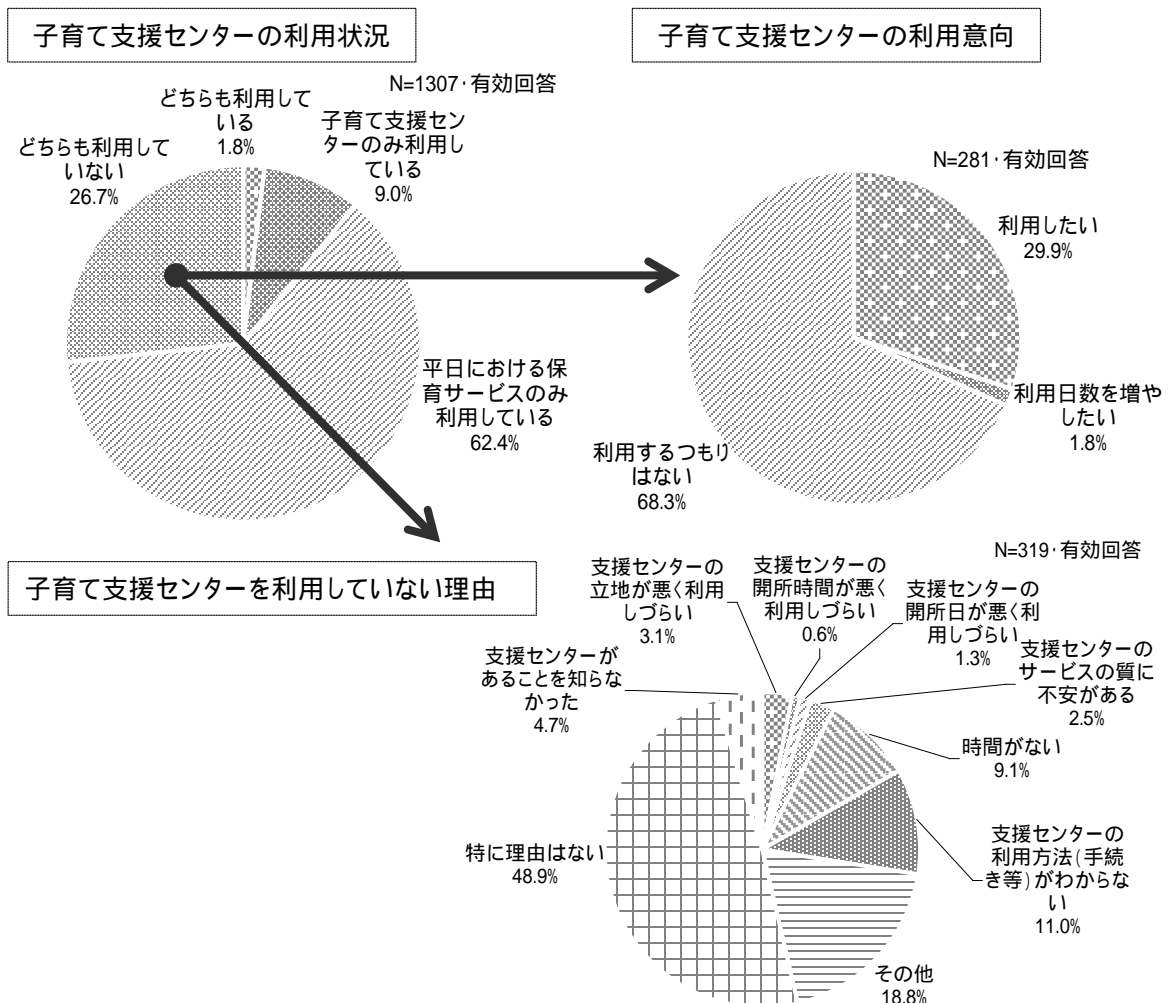 子育て支援センターの利用状況
N=1307・有効回答
どちらも利用して
いる
1.8%
子育て支援セン
ターのみ利用し
ている
9.0%
どちらも利用して
いない
26.7%
平日における保
育サービスのみ
利用している
62.4%
子育て支援センターの利用意向
N=281・有効回答
利用したい
29.9%
利用日数を増や
したい
1.8%
利用するつもり
はない
68.3%
子育て支援センターを利用していない理由
N=319・有効回答
支援センターの
立地が悪く利用
しづらい
3.1%
支援センターの
開所時間が悪く
利用しづらい
0.6%
支援センターの
開所日が悪く利
用しづらい
1.3%
支援センターの
サービスの質に
不安がある
2.5%
時間がない
9.1%
支援センターの
利用方法(手続
き等)がわからな
い
11.0%
その他
18.8%
特に理由はない
48.9%
支援センターが
あることを知らな
かった
4.7%